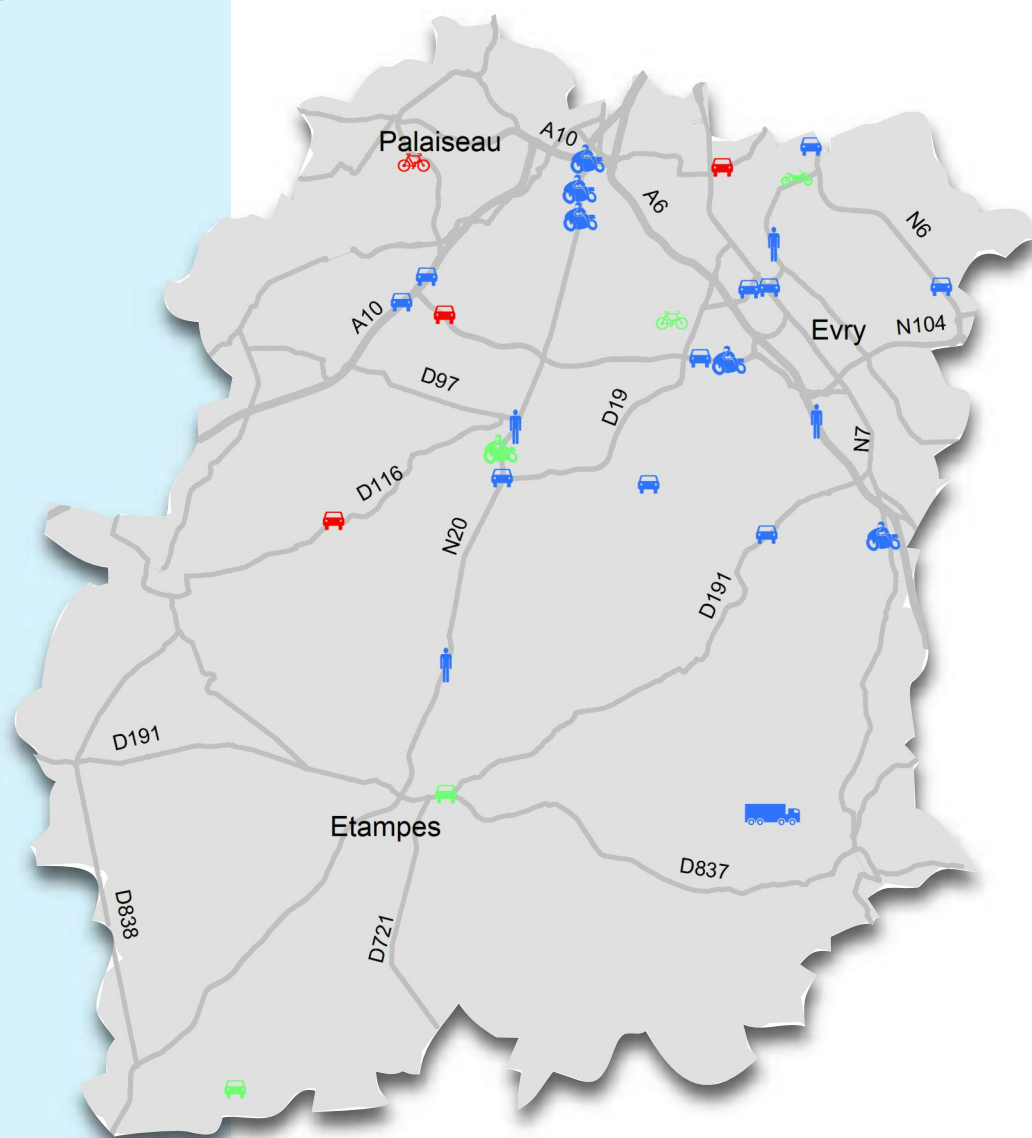 Palaiseau
A10
A6
N6
A10
Evry
N104
D97
D19
N7
D116
N20
D191
D191
Etampes
D837
D838
D721